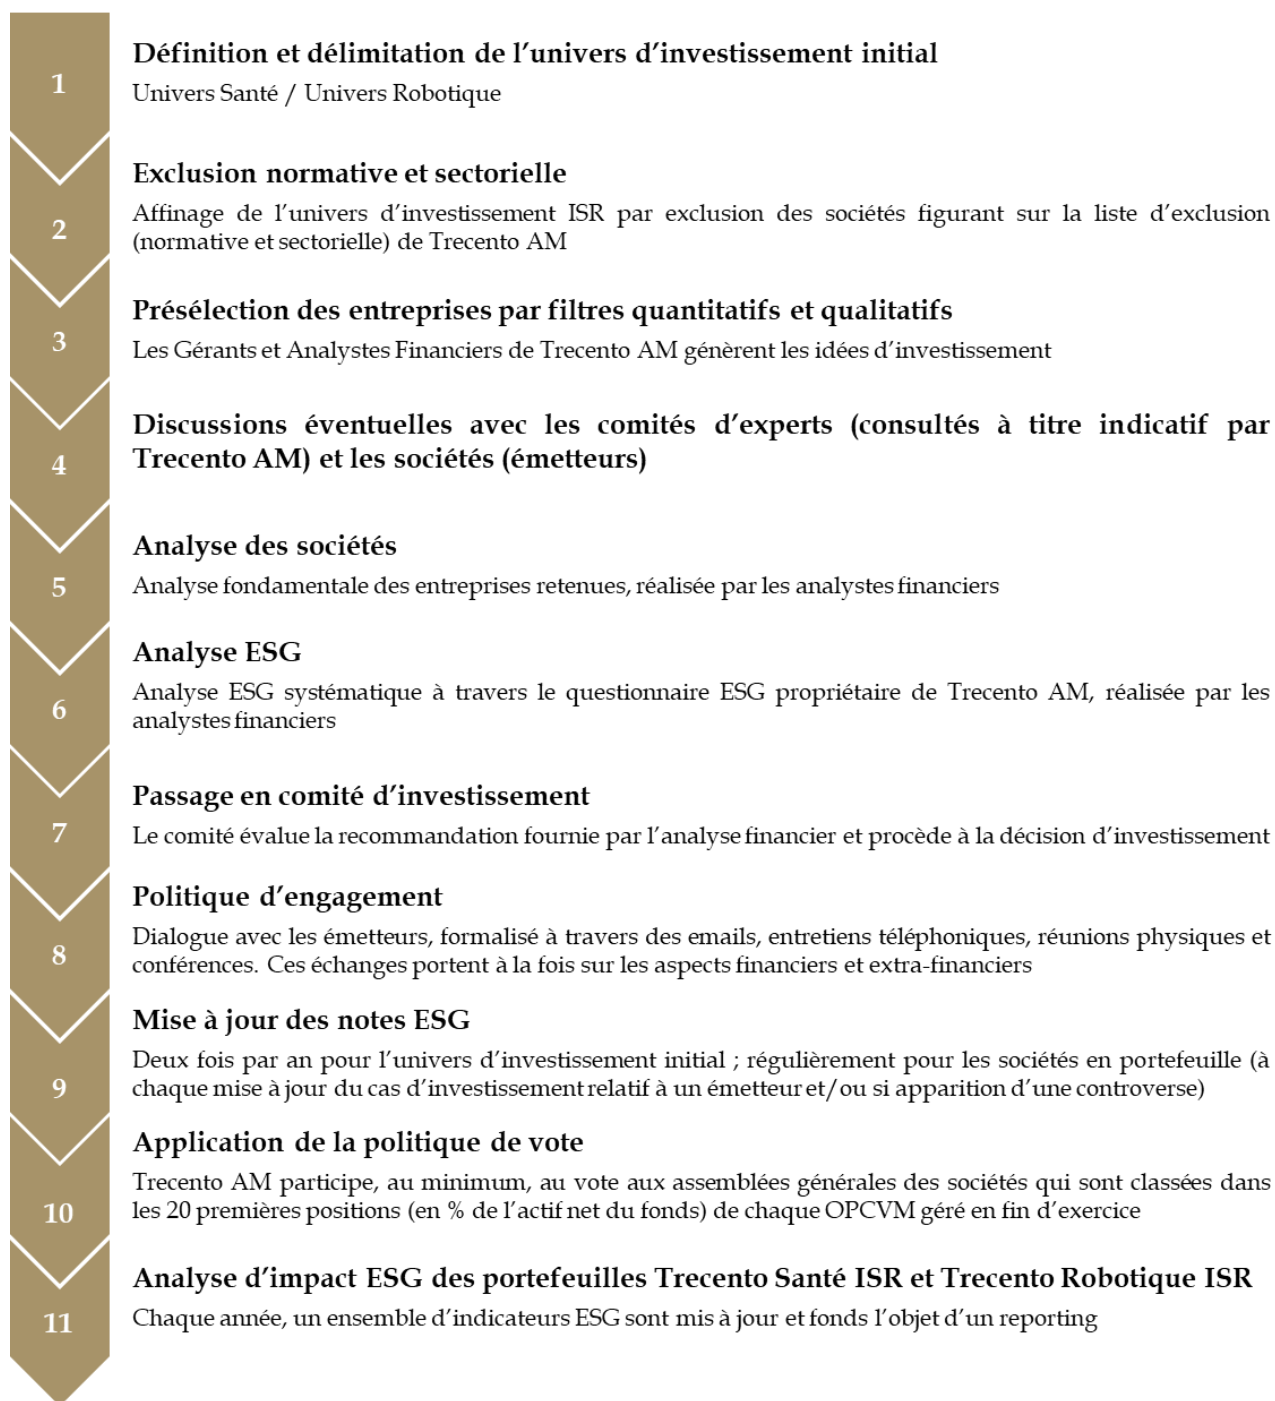 1
Définition et délimitation de l’univers d’investissement initial
Univers Santé / Univers Robotique
2
Exclusion normative et sectorielle
Affinage de l’univers d’investissement ISR par exclusion des sociétés figurant sur la liste d’exclusion
(normative et sectorielle) de Trecento AM
3
Présélection des entreprises par filtres quantitatifs et qualitatifs
Les Gérants et Analystes Financiers de Trecento AM génèrent les idées d’investissement
4
Discussions éventuelles avec les comités d’experts (consultés à titre indicatif par
Trecento AM) et les sociétés (émetteurs)
5
Analyse des sociétés
Analyse fondamentale des entreprises retenues, réalisée par les analystes financiers
6
Analyse ESG
Analyse ESG systématique à travers le questionnaire ESG propriétaire de Trecento AM, réalisée par les
analystes financiers
7
Passage en comité d’investissement
Le comité évalue la recommandation fournie par l’analyse financier et procède à la décision d’investissement
8
Politique d’engagement
Dialogue avec les émetteurs, formalisé à travers des emails, entretiens téléphoniques, réunions physiques et
conférences. Ces échanges portent à la fois sur les aspects financiers et extra-financiers
9
Mise à jour des notes ESG
Deux fois par an pour l’univers d’investissement initial ; régulièrement pour les sociétés en portefeuille (à
chaque mise à jour du cas d’investissement relatif à un émetteur et/ou si apparition d’une controverse)
10
Application de la politique de vote
Trecento AM participe, au minimum, au vote aux assemblées générales des sociétés qui sont classées dans
les 20 premières positions (en % de l’actif net du fonds) de chaque OPCVM géré en fin d’exercice
11
Analyse d’impact ESG des portefeuilles Trecento Santé ISR et Trecento Robotique ISR
Chaque année, un ensemble d’indicateurs ESG sont mis à jour et fonds l’objet d’un reporting